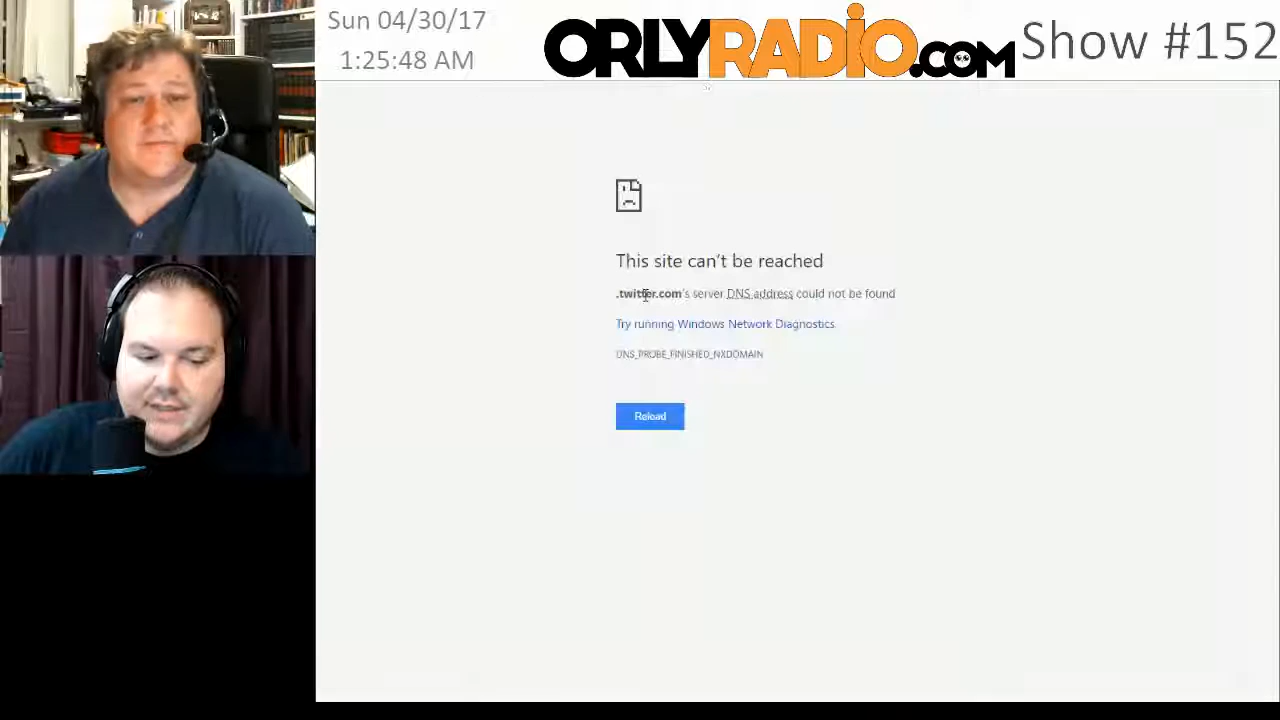 Sun 04/30/17
1:25:48 AM
ORLYRADIO.COM
Show #152
This site can't be reached
.twitter.com's server DNS address could not be found
Try running Windows Network Diagnostics.
DNS_PROBE_FINISHED_NXDOMAIN
Reload